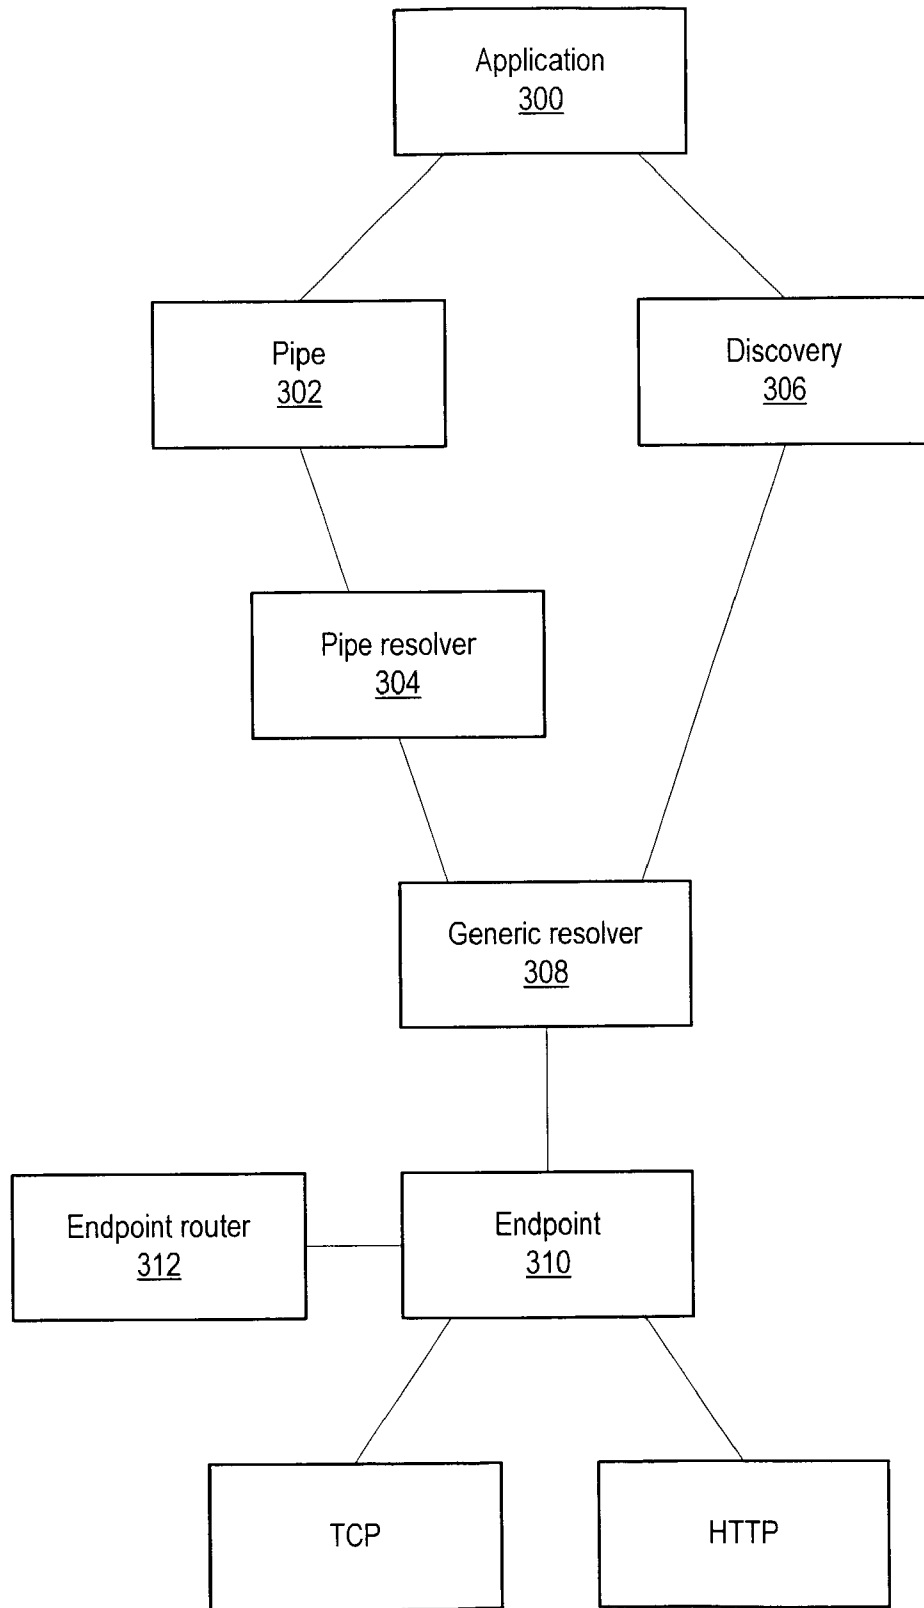 Application
300
Pipe
302
Discovery
306
Pipe resolver
304
Generic resolver
308
Endpoint router
312
Endpoint
310
TCP
HTTP